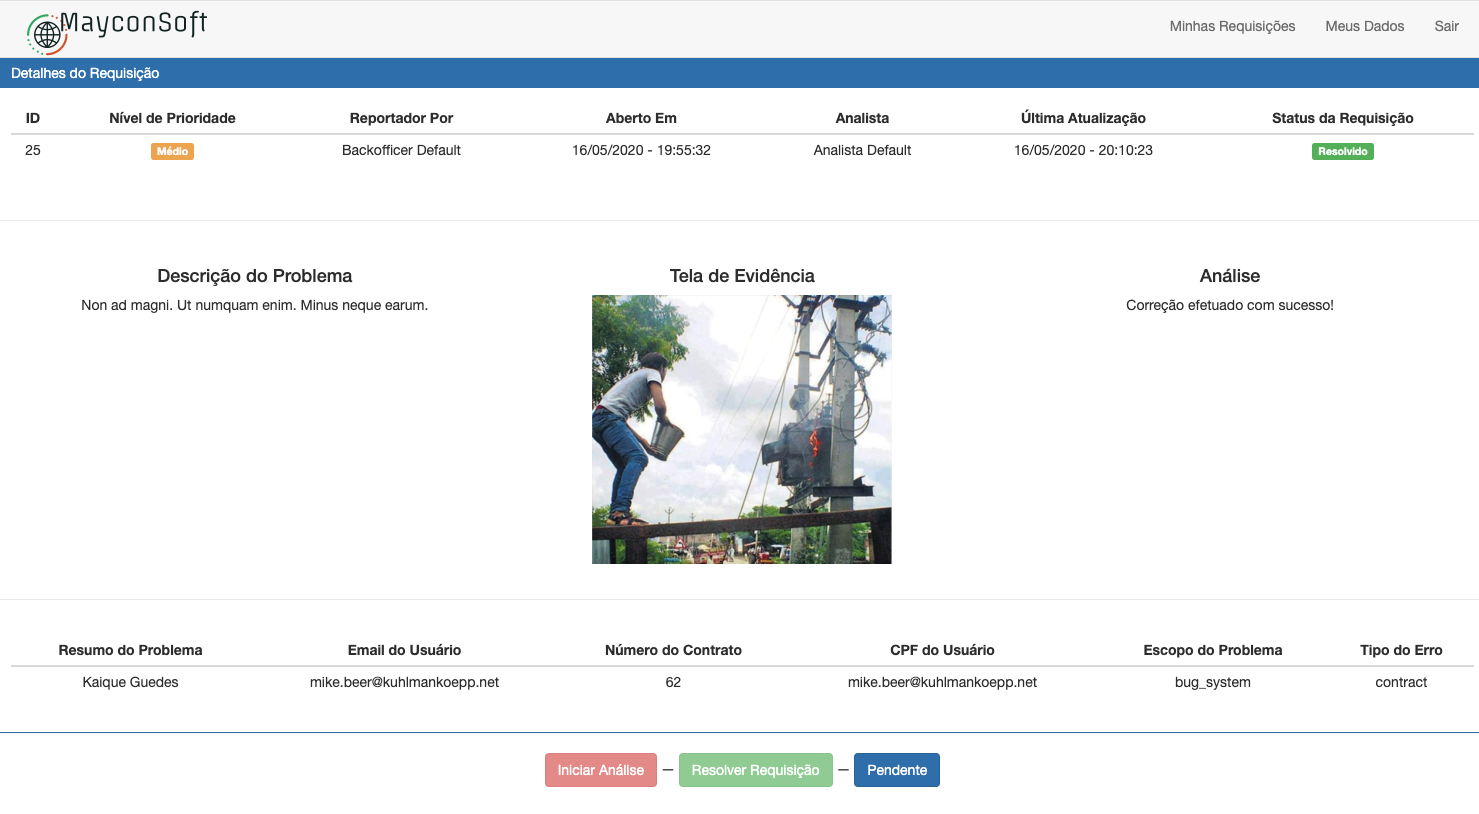 MayconSoft
Minhas Requisições Meus Dados Sair
Detalhes do Requisição
ID Nível de Prioridade Reportador Por Aberto Em Analista Última Atualização Status da Requisição
25 Médio Backofficer Default 16/05/2020 - 19:55:32 Analista Default 16/05/2020 - 20:10:23 Resolvido
Descrição do Problema Tela de Evidência Análise
Non ad magni. Ut numquam enim. Minus neque earum. Correção efetuado com sucesso!
Resumo do Problema Email do Usuário Número do Contrato CPF do Usuário Escopo do Problema Tipo do Erro
Kaique Guedes mike.beer@kuhlmankoepp.net 62 mike.beer@kuhlmankoepp.net bug_system contract
Iniciar Análise — Resolver Requisição — Pendente